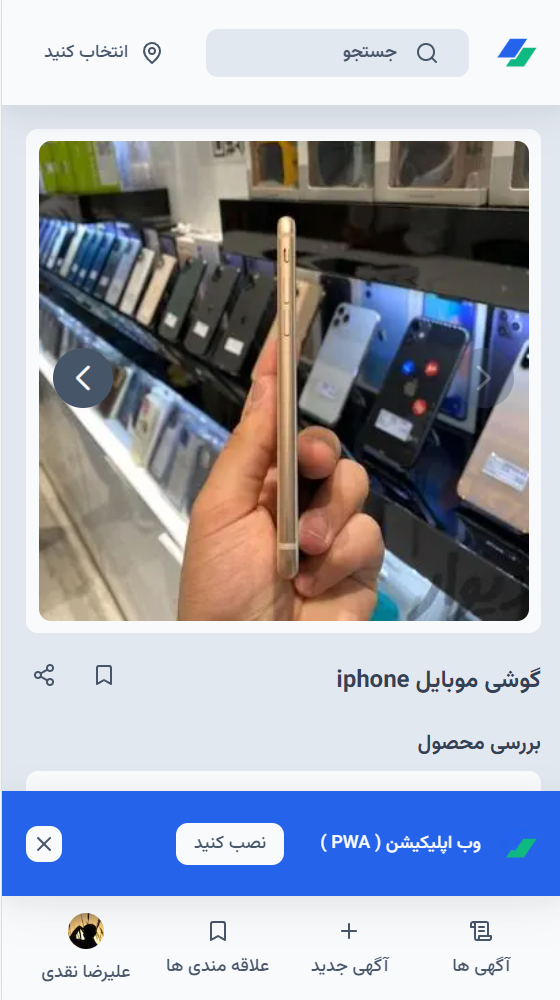 جستجو
انتخاب کنید
گوشی موبایل iphone
بررسی محصول
وب اپلیکیشن ( PWA )
نصب کنید
آگهی ها
آگهی جدید
علاقه مندی ها
علیرضا نقدی